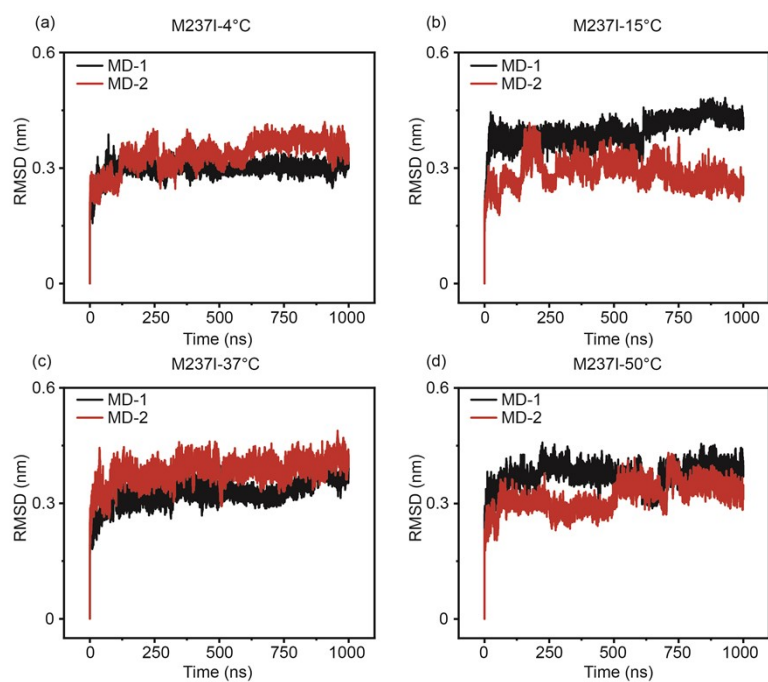 (a)
M237I-4°C
0.6
MD-1
MD-2
0.3
RMSD (nm)
0
0 250 500 750 1000
Time (ns)
(b)
M237I-15°C
0.6
MD-1
MD-2
0.3
RMSD (nm)
0
0 250 500 750 1000
Time (ns)
(c)
M237I-37°C
0.6
MD-1
MD-2
0.3
RMSD (nm)
0
0 250 500 750 1000
Time (ns)
(d)
M237I-50°C
0.6
MD-1
MD-2
0.3
RMSD (nm)
0
0 250 500 750 1000
Time (ns)